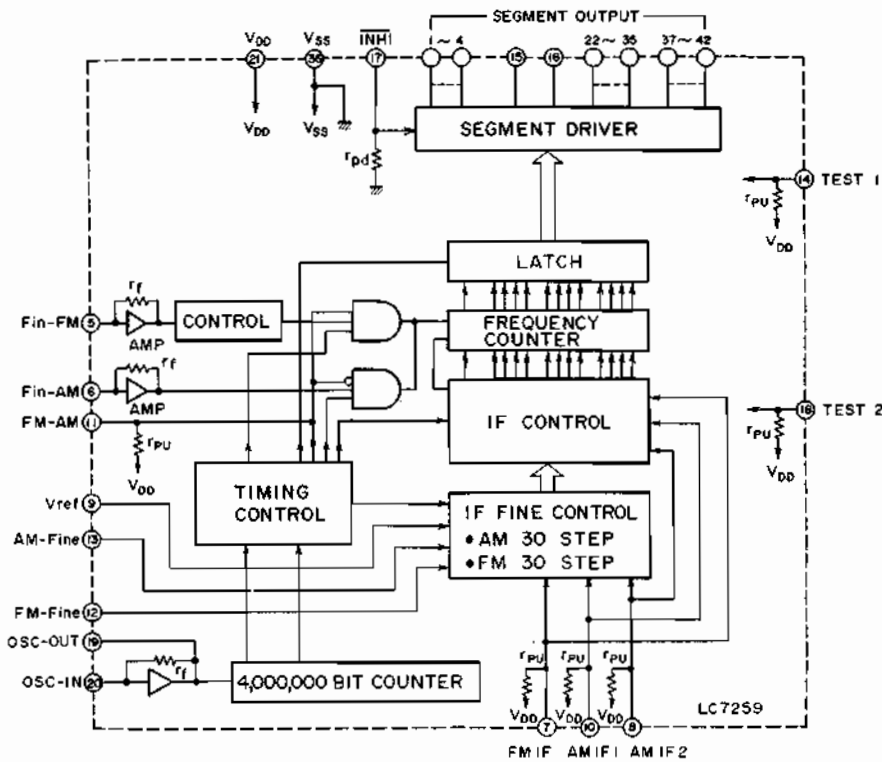 SEGMENT OUTPUT
VDD VSS INHI 1~4 22~35 37~42
21 36 17 15 16
VDD VSS
rpd
SEGMENT DRIVER
14 TEST 1
rPU
VDD
LATCH
rf
Fin-FM 5 AMP CONTROL
FREQUENCY
COUNTER
rf
Fin-AM 6 AMP
FM-AM 11
rPU
VDD
IF CONTROL
18 TEST 2
rPU
VDD
TIMING
CONTROL
Vref 9
AM-Fine 13
FM-Fine 12
IF FINE CONTROL
•AM 30 STEP
•FM 30 STEP
OSC-OUT 19
rf
OSC-IN 20
4,000,000 BIT COUNTER
rPU rPU rPU
VDD VDD VDD
LC7259
7 10 8
FM IF AM IF1 AM IF2